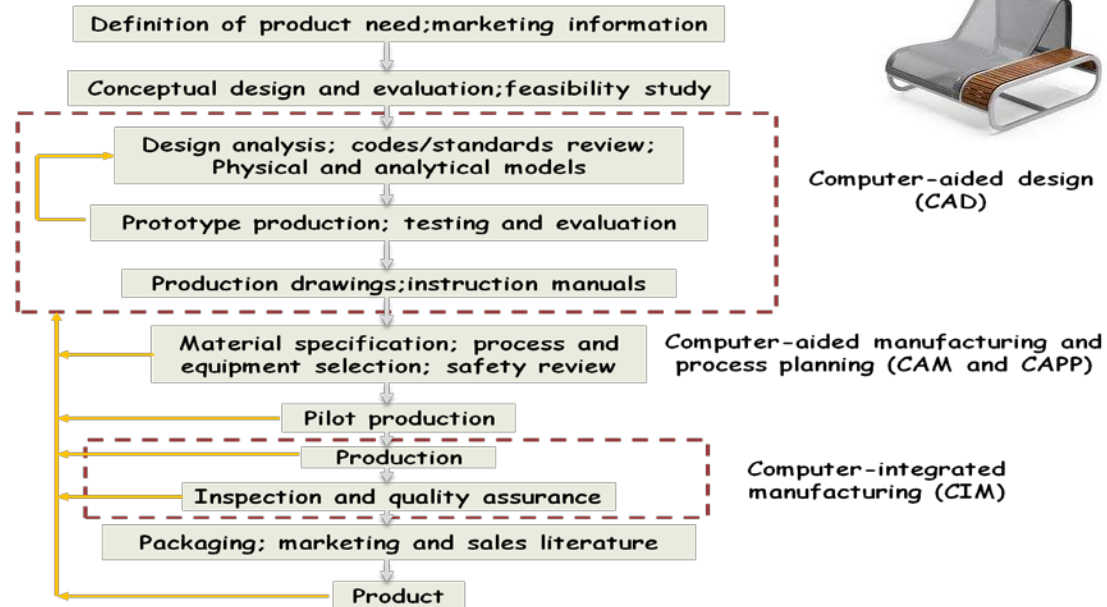 Definition of product need;marketing information
Conceptual design and evaluation;feasibility study
Design analysis; codes/standards review;
Physical and analytical models
Computer-aided design
(CAD)
Prototype production; testing and evaluation
Production drawings;instruction manuals
Material specification; process and
equipment selection; safety review
Computer-aided manufacturing and
process planning (CAM and CAPP)
Pilot production
Production
Computer-integrated
manufacturing (CIM)
Inspection and quality assurance
Packaging; marketing and sales literature
Product